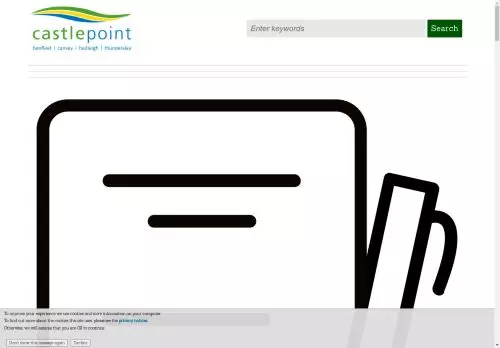 castlepoint
benfleet | canvey | hadleigh | thundersley
Enter keywords
Search
To improve your experience we use cookies and store information on your computer.
To find out more about the cookies this site uses, please see the privacy notices.
Otherwise, we will assume that you are OK to continue.
Don't show this message again
Continue